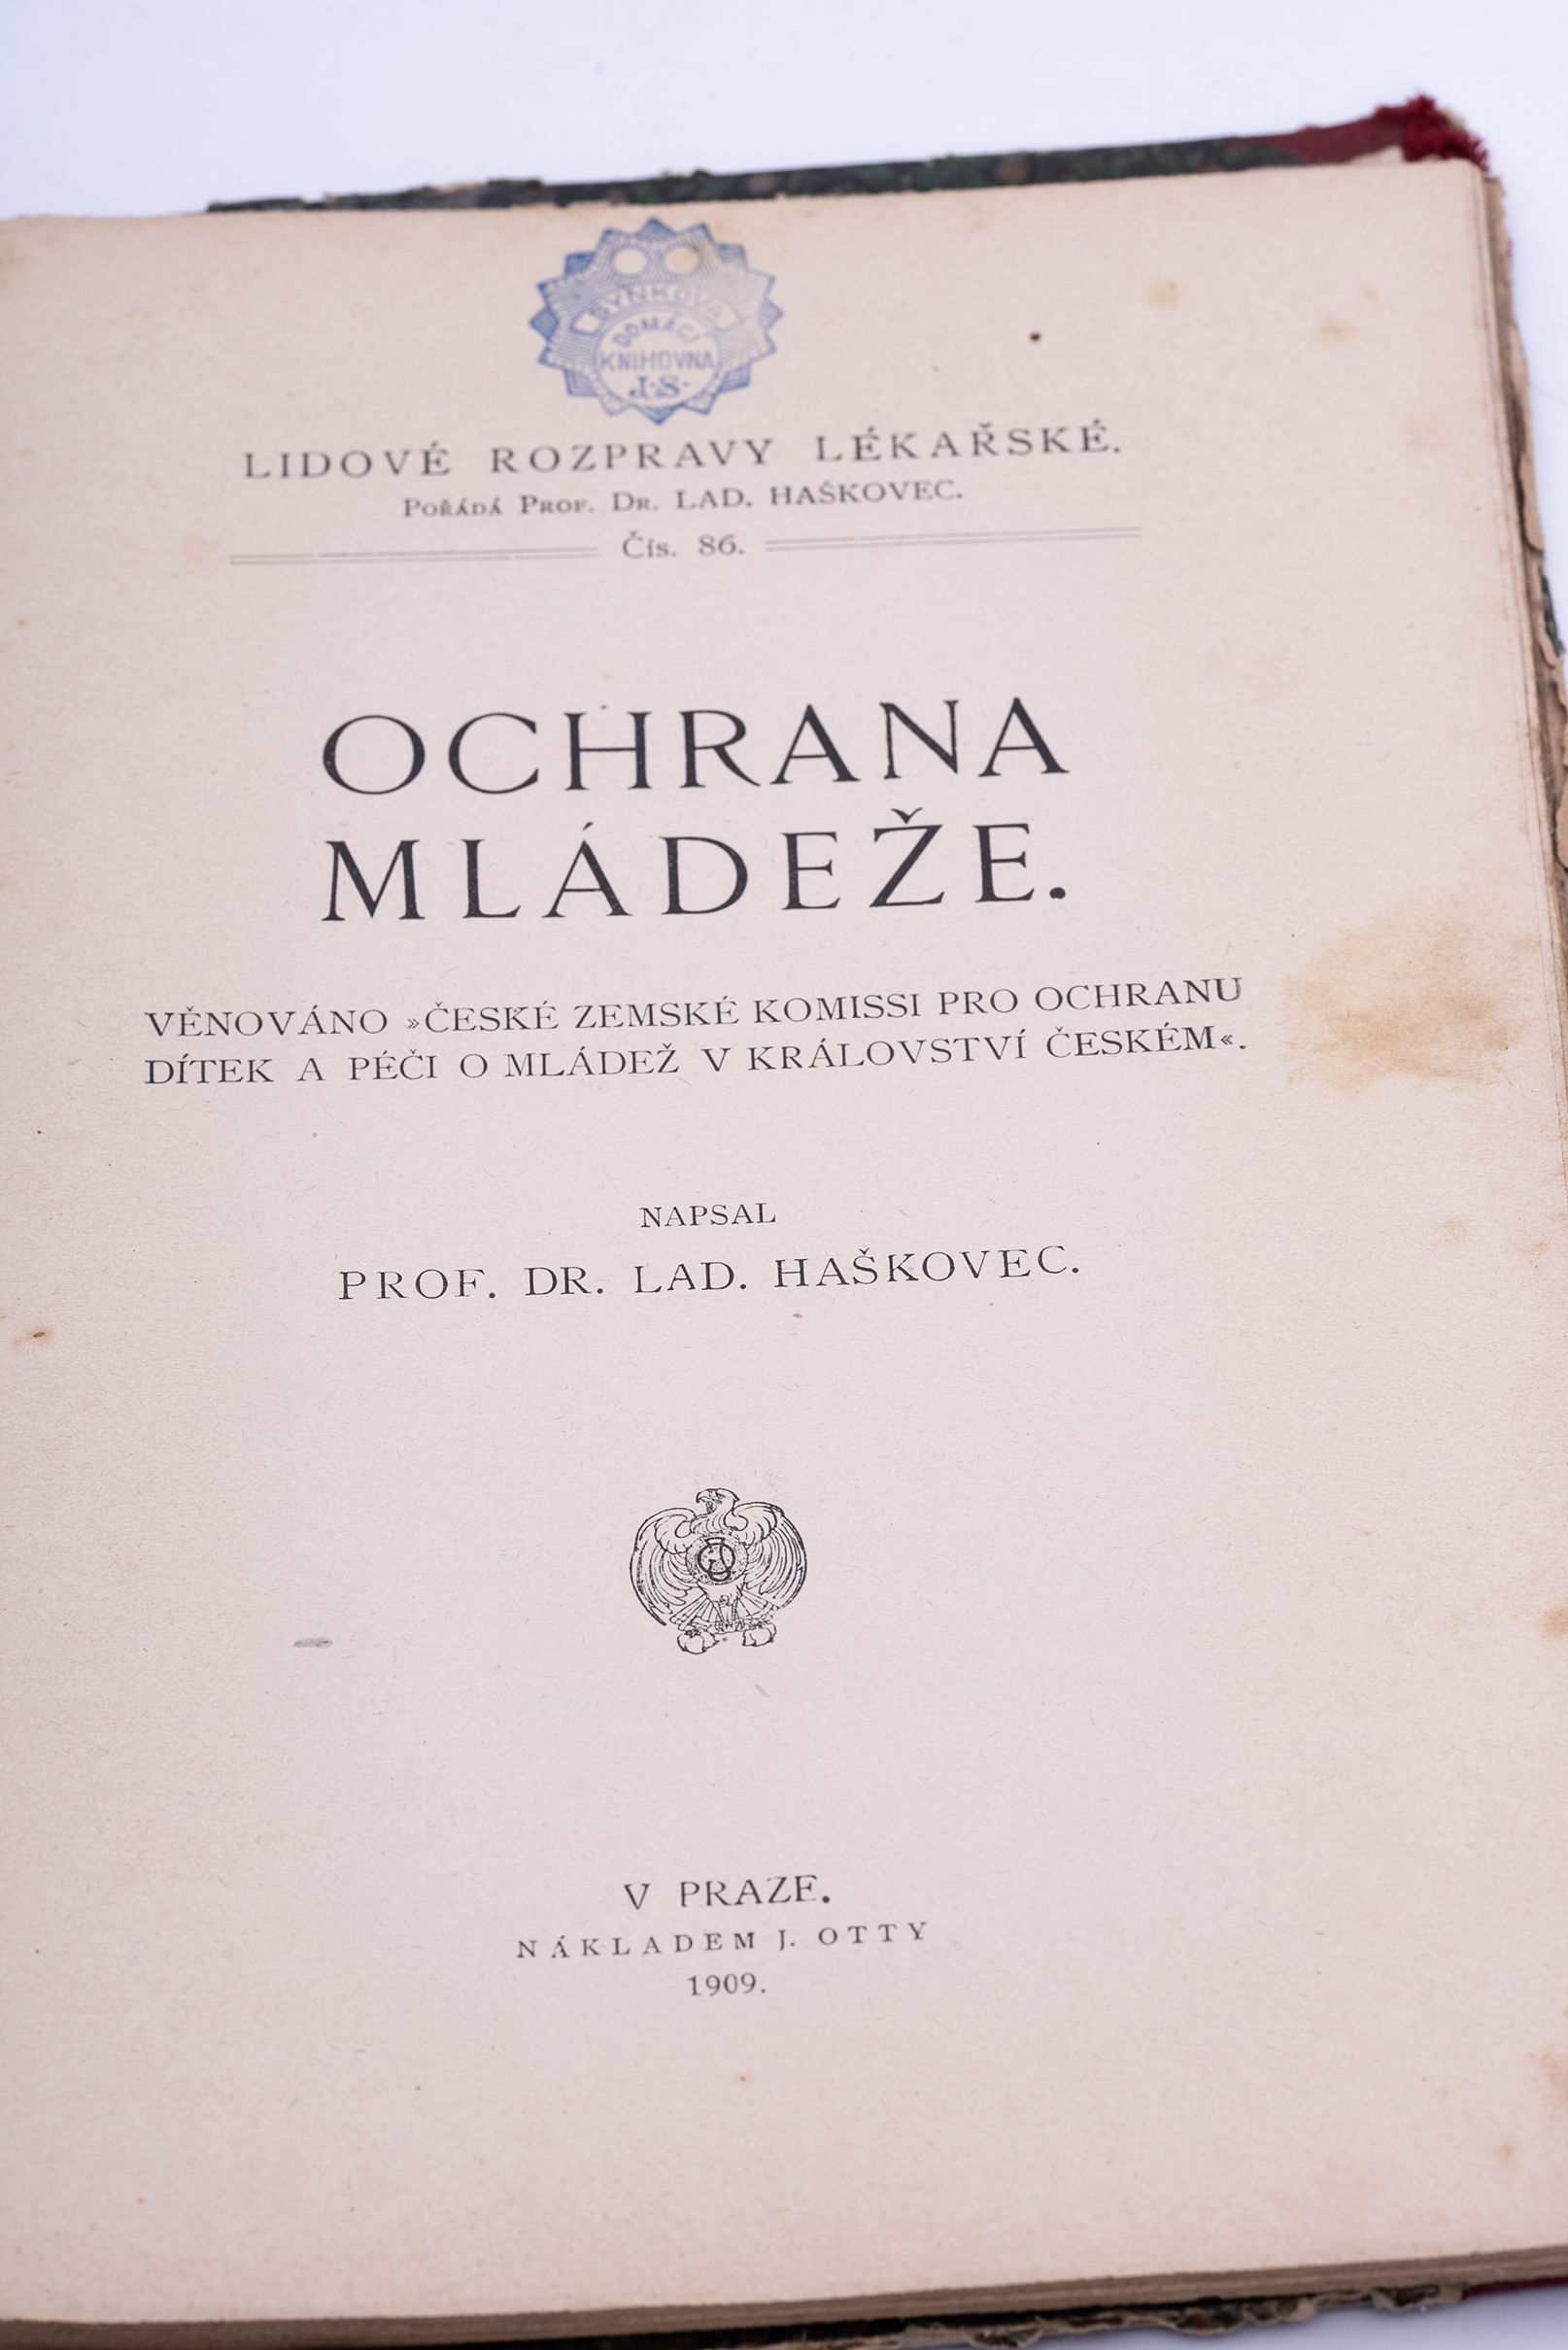 SYNKOVA
DOMÁCÍ
KNIHOVNA
J.S.
LIDOVÉ ROZPRAVY LÉKAŘSKÉ.
POŘÁDÁ PROF. DR. LAD. HAŠKOVEC.
Čís. 86.
OCHRANA
MLÁDEŽE.
VĚNOVÁNO »ČESKÉ ZEMSKÉ KOMISSI PRO OCHRANU
DÍTEK A PÉČI O MLÁDEŽ V KRÁLOVSTVÍ ČESKÉM«.
NAPSAL
PROF. DR. LAD. HAŠKOVEC.
V PRAZE.
NÁKLADEM J. OTTY
1909.